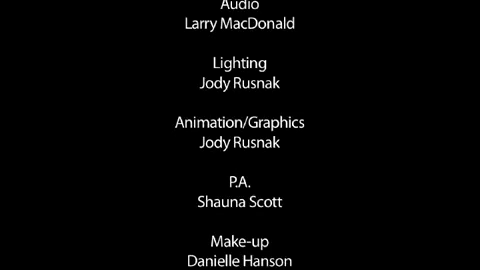 Audio
Larry MacDonald
Lighting
Jody Rusnak
Animation/Graphics
Jody Rusnak
P.A.
Shauna Scott
Make-up
Danielle Hanson